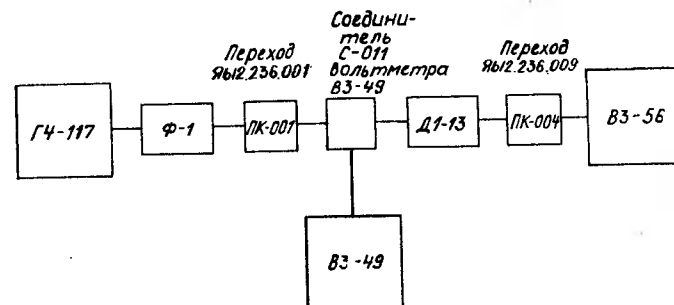 Соедини-
тель
С-011
вольтметра
В3-49
Переход
ЯЫ2.236.001
Переход
ЯЫ2.236.009
Г4-117
Ф-1
ПК-001
Д1-13
ПК-004
В3-56
В3-49